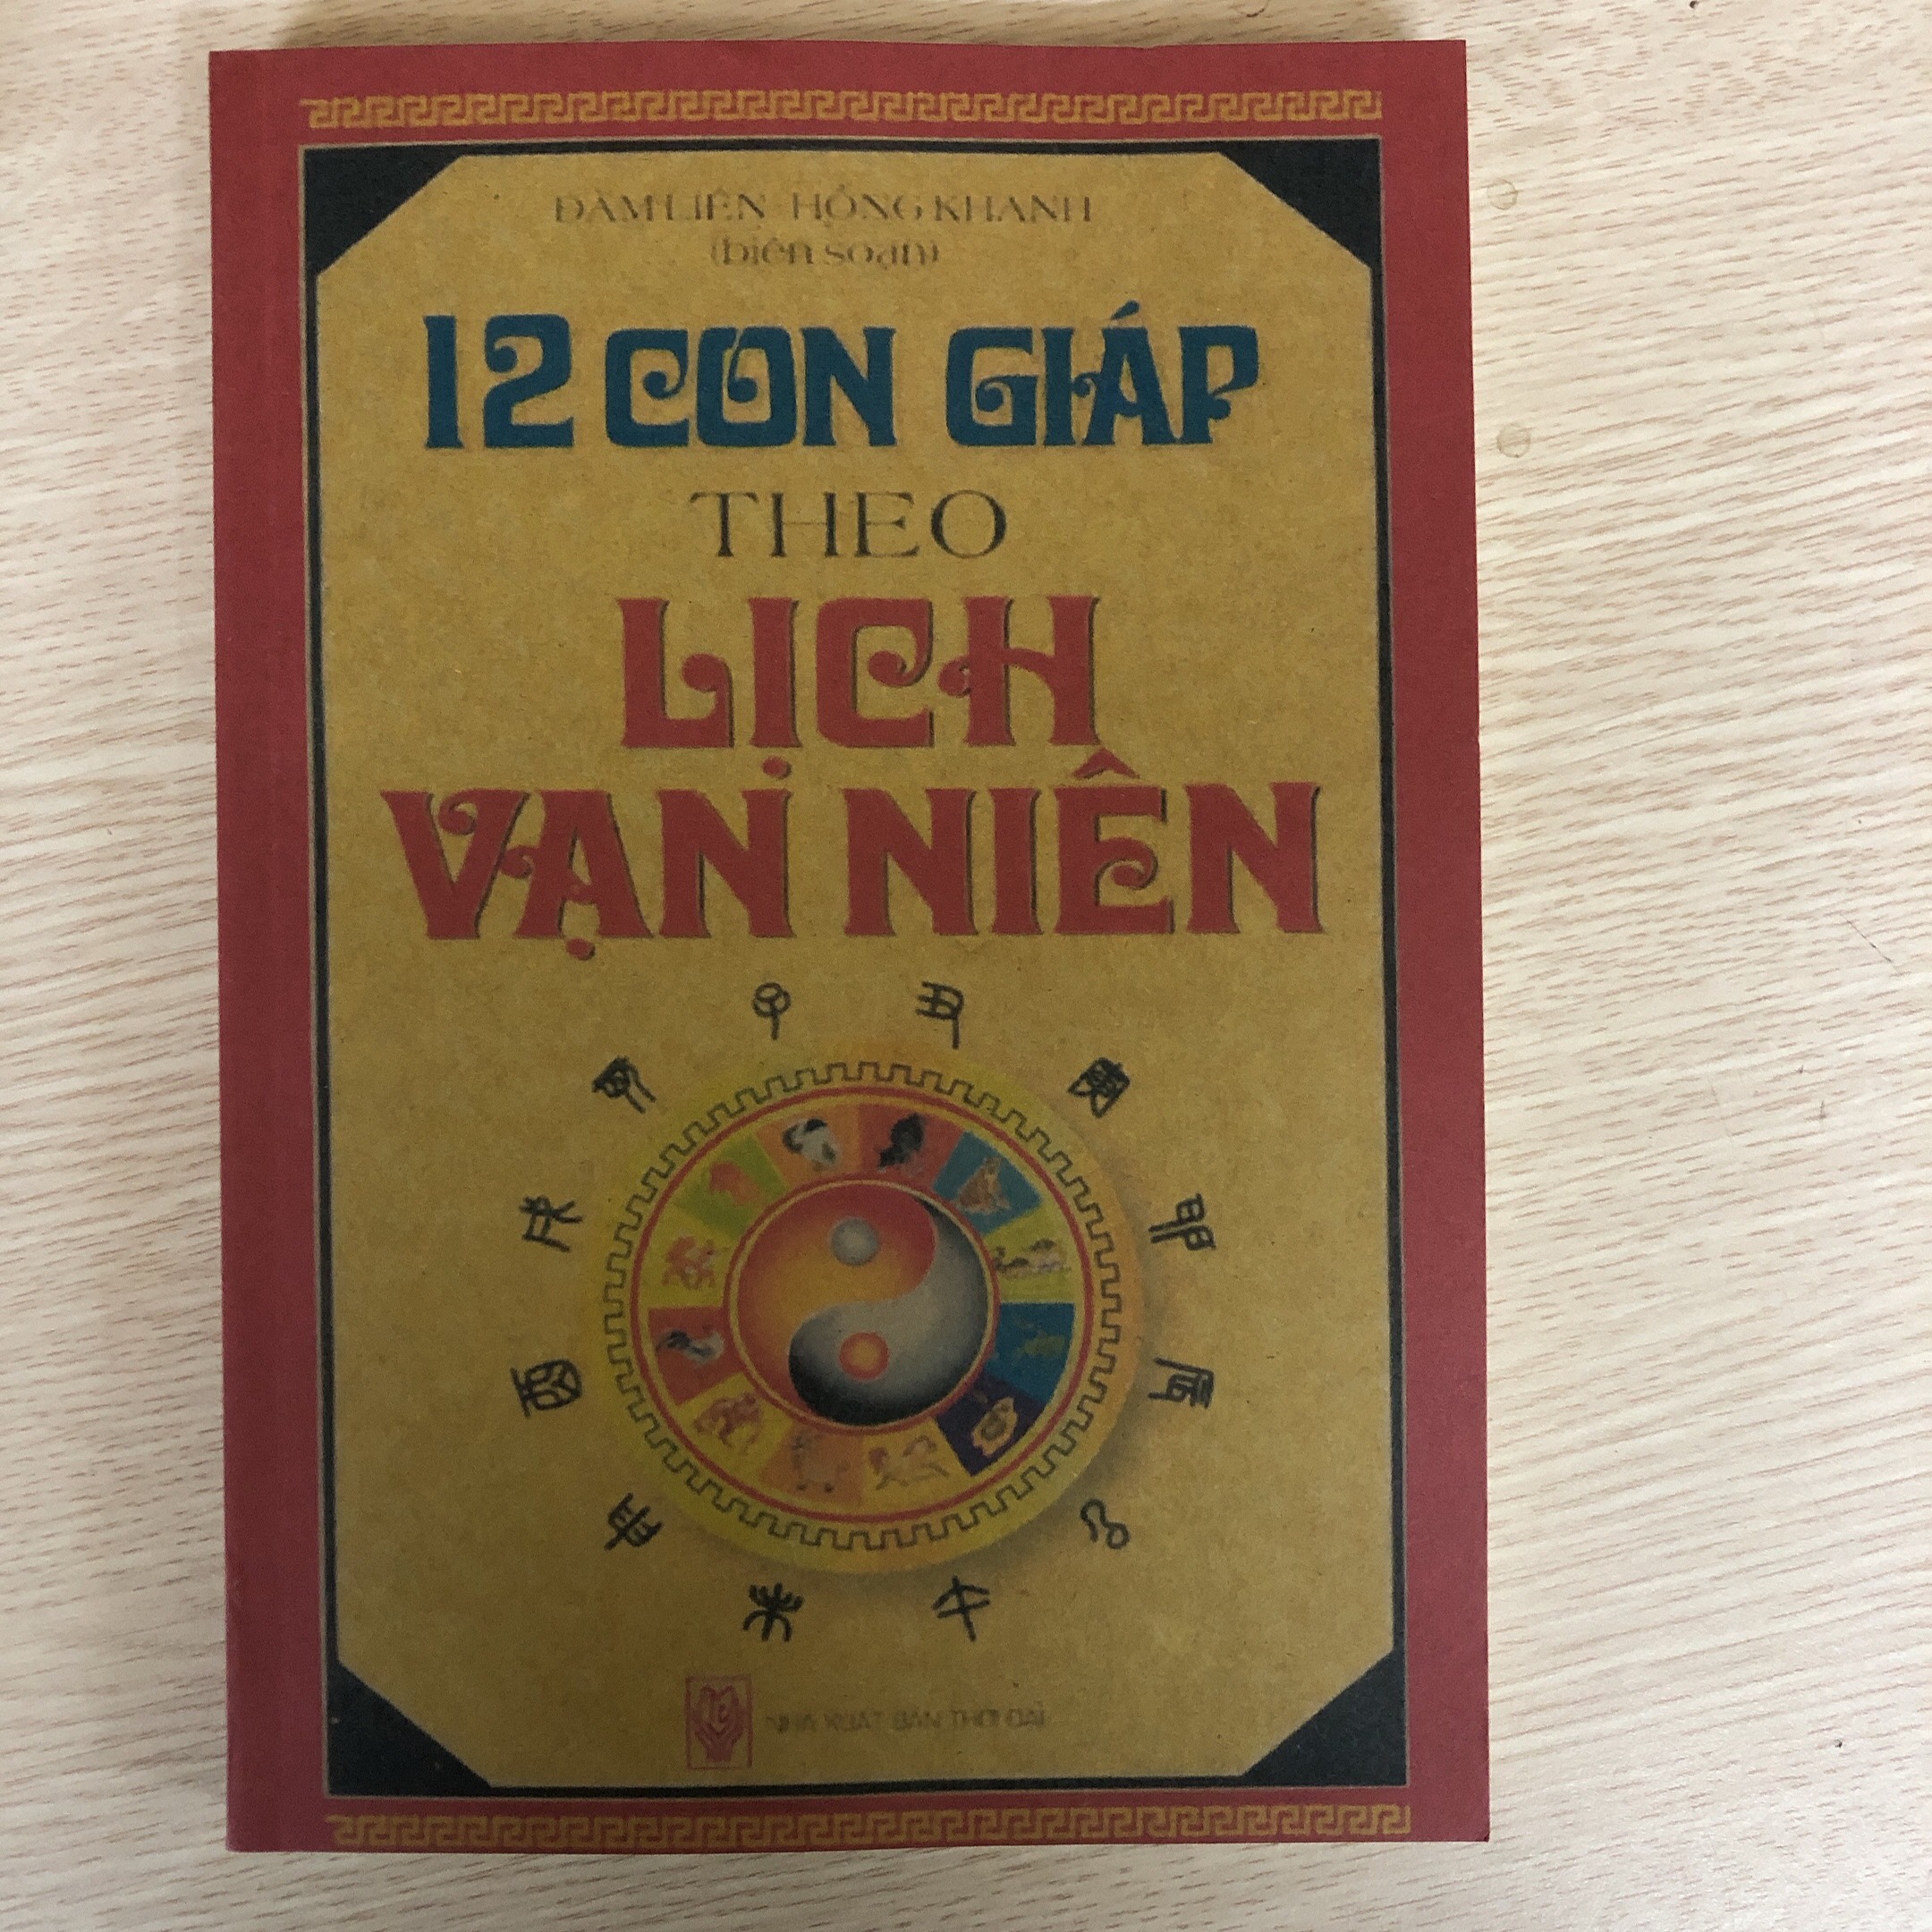 ĐÀM LIÊN - HỒNG KHANH
(biên soạn)
12 CON GIÁP
THEO
LỊCH
VẠN NIÊN
NHÀ XUẤT BẢN THỜI ĐẠI